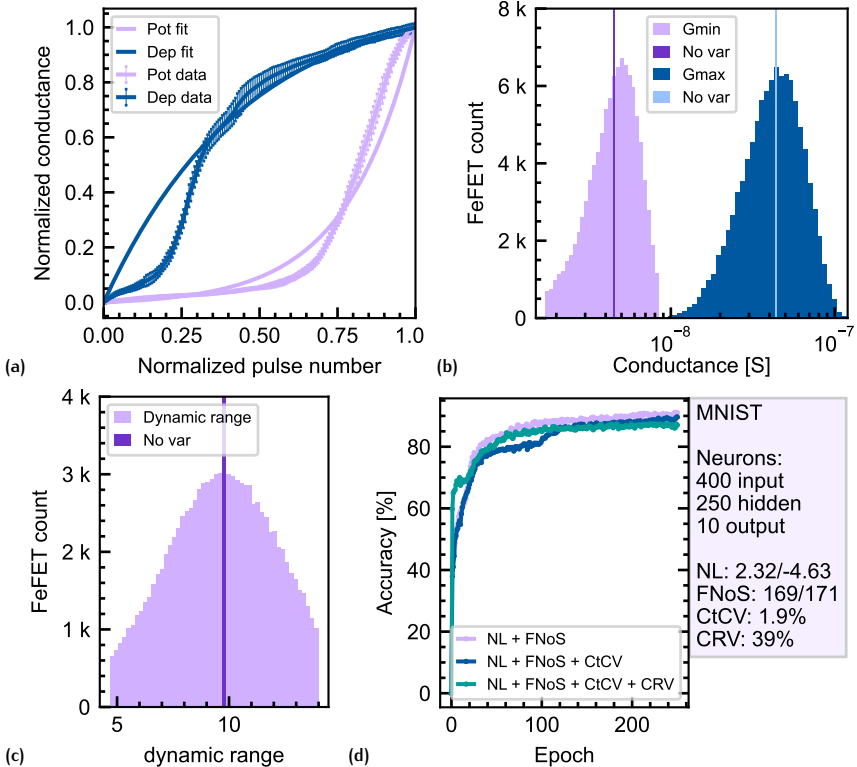 Normalized conductance
1.0
0.8
0.6
0.4
0.2
0.0
Pot fit
Dep fit
Pot data
Dep data
0.00 0.25 0.50 0.75 1.0
Normalized pulse number
(a)
FeFET count
8 k
6 k
4 k
2 k
0
Gmin
No var
Gmax
No var
10⁻⁸ 10⁻⁷
Conductance [S]
(b)
FeFET count
4 k
3 k
2 k
1 k
0
Dynamic range
No var
5 10
dynamic range
(c)
Accuracy [%]
80
60
40
20
0
NL + FNoS
NL + FNoS + CtCV
NL + FNoS + CtCV + CRV
0 100 200
Epoch
(d)
MNIST
Neurons:
400 input
250 hidden
10 output
NL: 2.32/-4.63
FNoS: 169/171
CtCV: 1.9%
CRV: 39%